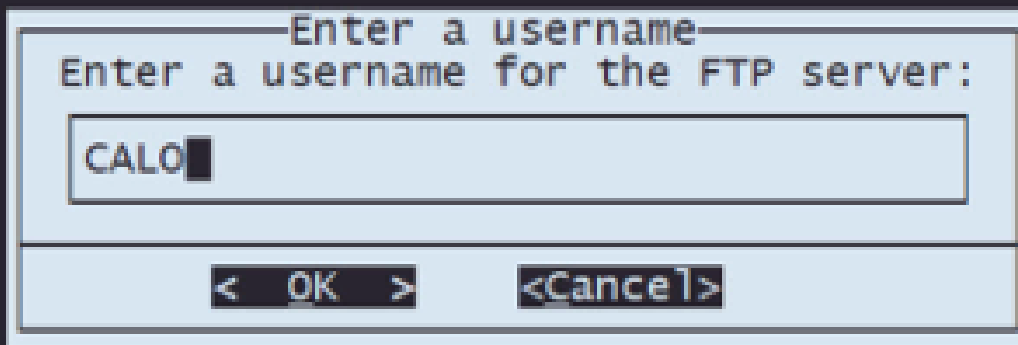 Enter a username
Enter a username for the FTP server:
CALO
< OK > <Cancel>